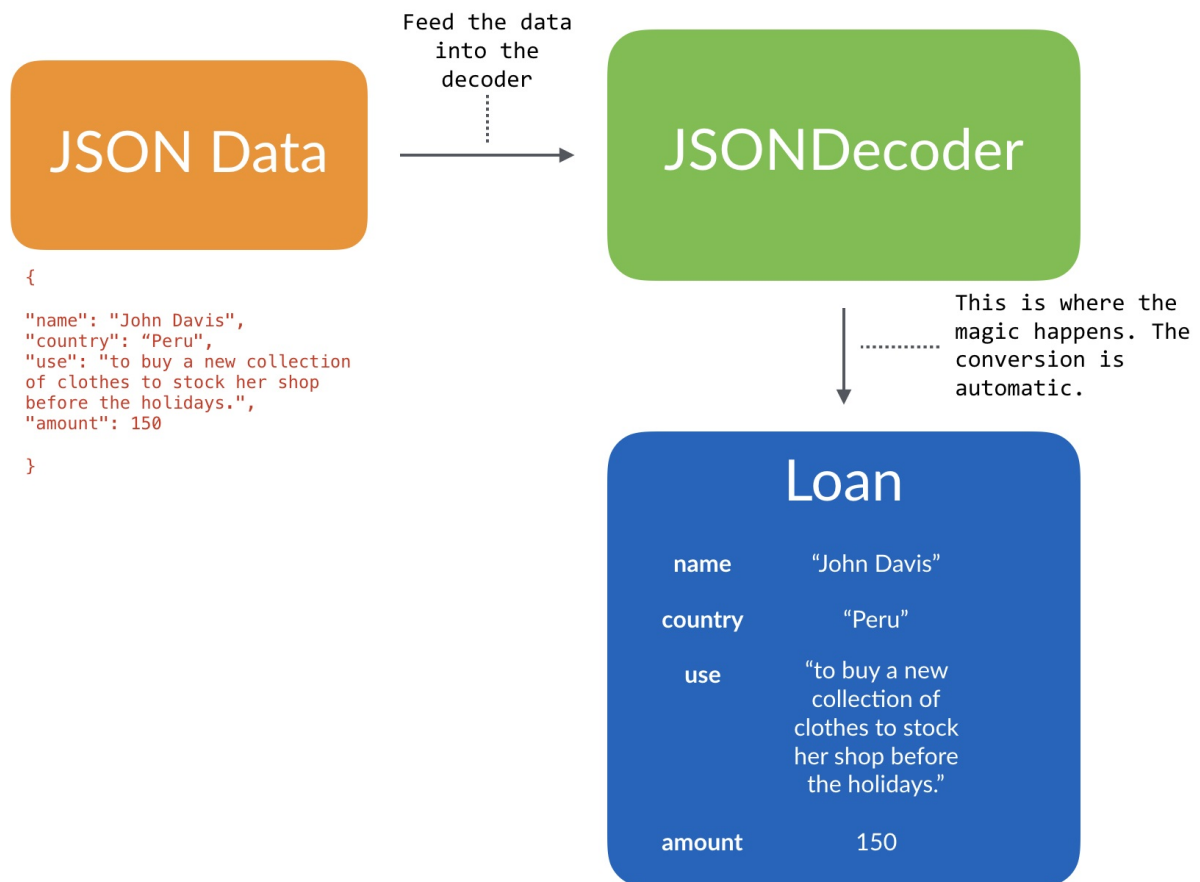 Feed the data
into the
decoder
JSON Data
JSONDecoder
{
"name": "John Davis",
"country": “Peru",
"use": "to buy a new collection
of clothes to stock her shop
before the holidays.",
"amount": 150
}
This is where the
magic happens. The
conversion is
automatic.
Loan
name “John Davis”
country “Peru”
use “to buy a new
collection of
clothes to stock
her shop before
the holidays.”
amount 150